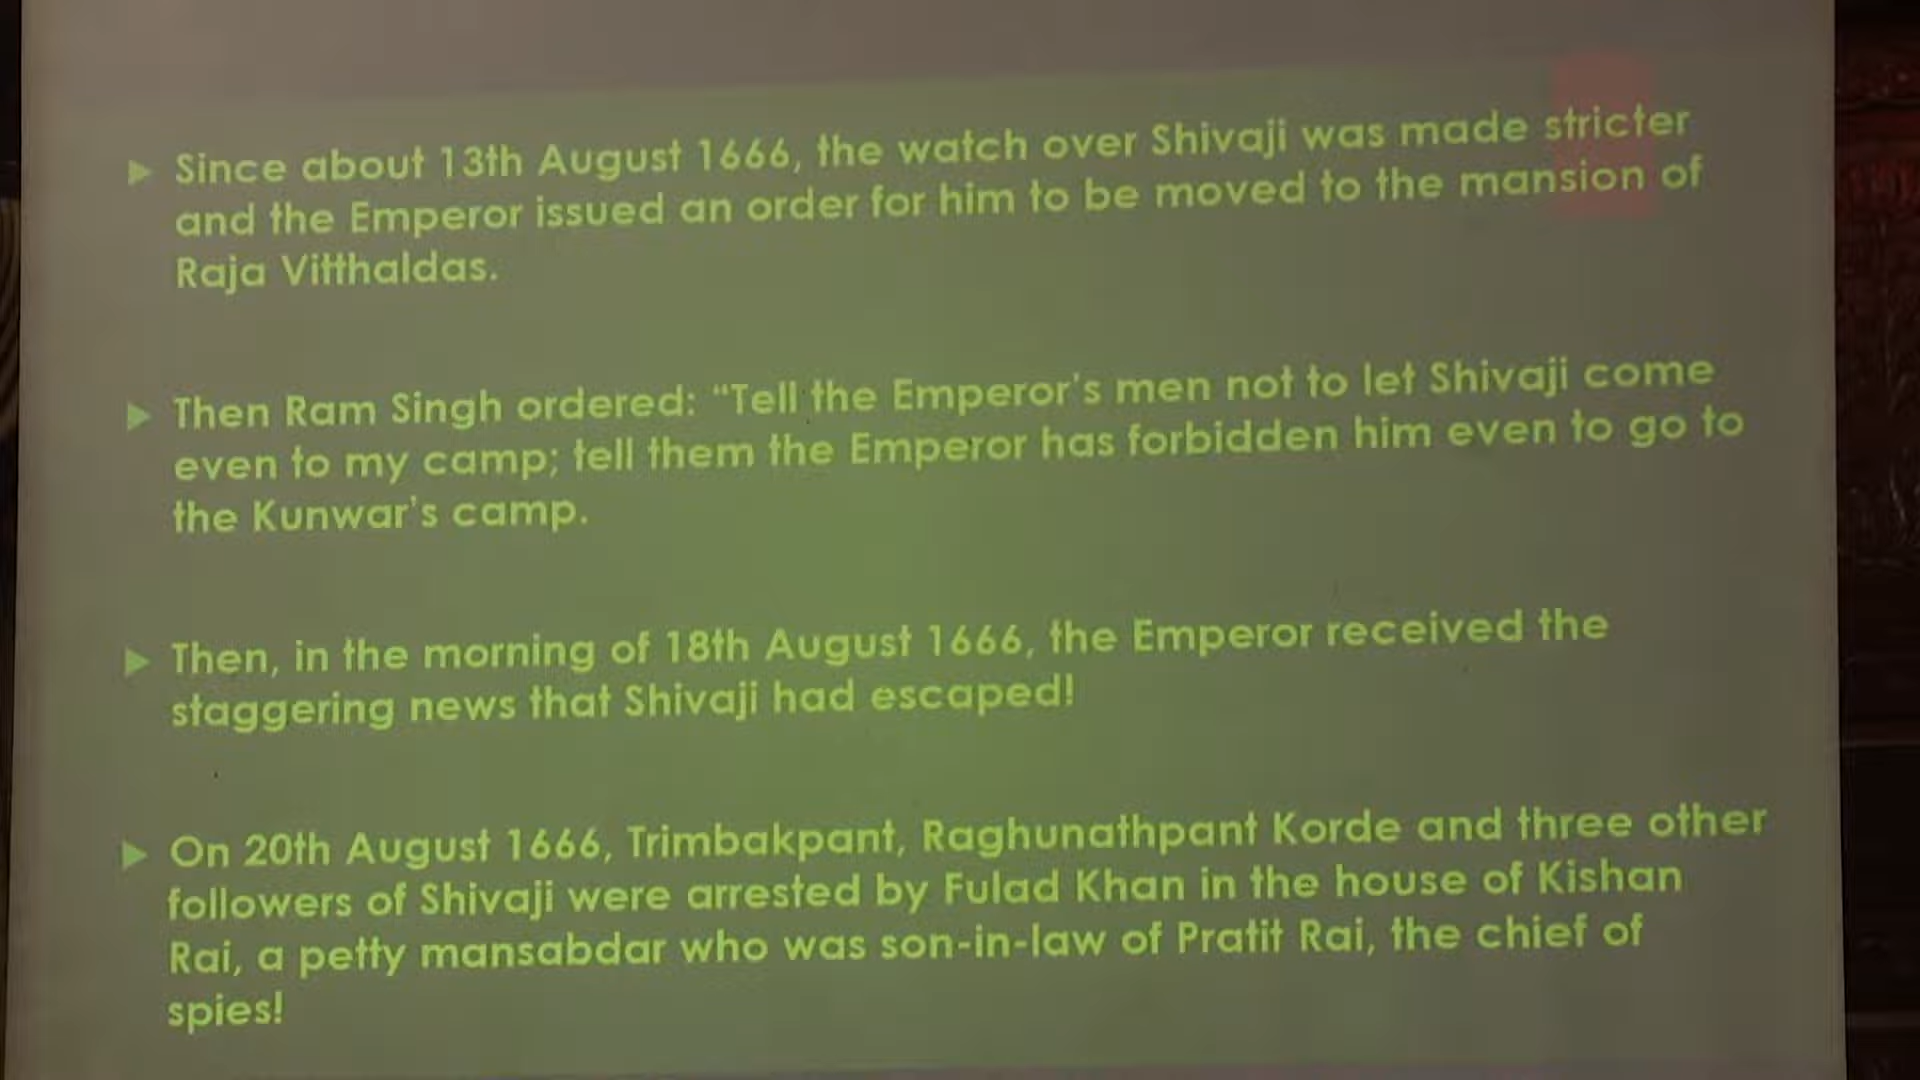 Since about 13th August 1666, the watch over Shivaji was made stricter
and the Emperor issued an order for him to be moved to the mansion of
Raja Vitthaldas.
Then Ram Singh ordered: “Tell the Emperor's men not to let Shivaji come
even to my camp; tell them the Emperor has forbidden him even to go to
the Kunwar's camp.
Then, in the morning of 18th August 1666, the Emperor received the
staggering news that Shivaji had escaped!
On 20th August 1666, Trimbakpant, Raghunathpant Korde and three other
followers of Shivaji were arrested by Fulad Khan in the house of Kishan
Rai, a petty mansabdar who was son-in-law of Pratit Rai, the chief of
spies!